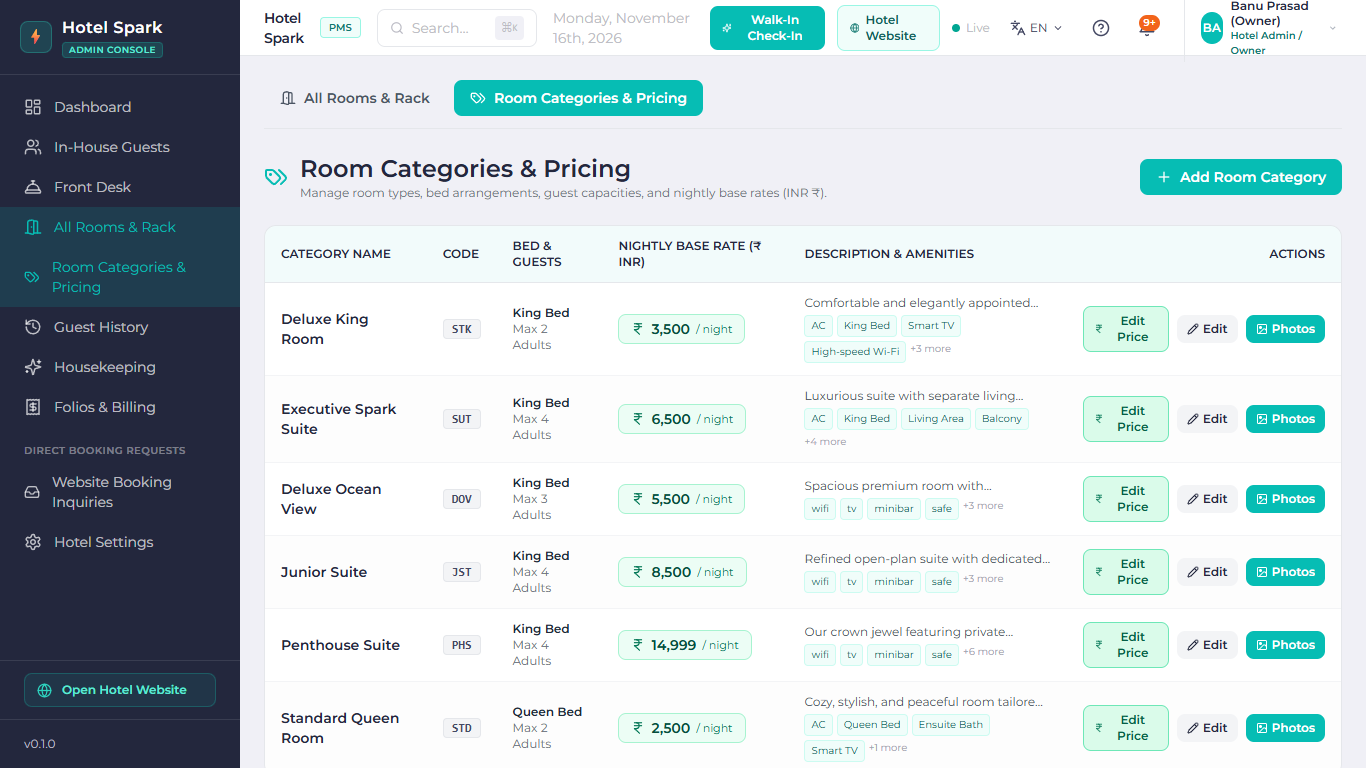 Hotel Spark
ADMIN CONSOLE
Dashboard
In-House Guests
Front Desk
All Rooms & Rack
Room Categories &
Pricing
Guest History
Housekeeping
Folios & Billing
DIRECT BOOKING REQUESTS
Website Booking
Inquiries
Hotel Settings
Open Hotel Website
v0.1.0
Hotel
Spark
PMS
Search...
⌘K
Monday, November
16th, 2026
Walk-In
Check-In
Hotel
Website
Live
EN
9+
BA
Banu Prasad
(Owner)
Hotel Admin /
Owner
All Rooms & Rack
Room Categories & Pricing
Room Categories & Pricing
Manage room types, bed arrangements, guest capacities, and nightly base rates (INR ₹).
+ Add Room Category
CATEGORY NAME
CODE
BED &
GUESTS
NIGHTLY BASE RATE (₹
INR)
DESCRIPTION & AMENITIES
ACTIONS
Deluxe King
Room
STK
King Bed
Max 2
Adults
₹ 3,500 / night
Comfortable and elegantly appointed...
AC King Bed Smart TV
High-speed Wi-Fi +3 more
₹ Edit
Price
Edit
Photos
Executive Spark
Suite
SUT
King Bed
Max 4
Adults
₹ 6,500 / night
Luxurious suite with separate living...
AC King Bed Living Area Balcony
+4 more
₹ Edit
Price
Edit
Photos
Deluxe Ocean
View
DOV
King Bed
Max 3
Adults
₹ 5,500 / night
Spacious premium room with...
wifi tv minibar safe +3 more
₹ Edit
Price
Edit
Photos
Junior Suite
JST
King Bed
Max 4
Adults
₹ 8,500 / night
Refined open-plan suite with dedicated...
wifi tv minibar safe +3 more
₹ Edit
Price
Edit
Photos
Penthouse Suite
PHS
King Bed
Max 4
Adults
₹ 14,999 / night
Our crown jewel featuring private...
wifi tv minibar safe +6 more
₹ Edit
Price
Edit
Photos
Standard Queen
Room
STD
Queen Bed
Max 2
Adults
₹ 2,500 / night
Cozy, stylish, and peaceful room tailore...
AC Queen Bed Ensuite Bath
Smart TV +1 more
₹ Edit
Price
Edit
Photos